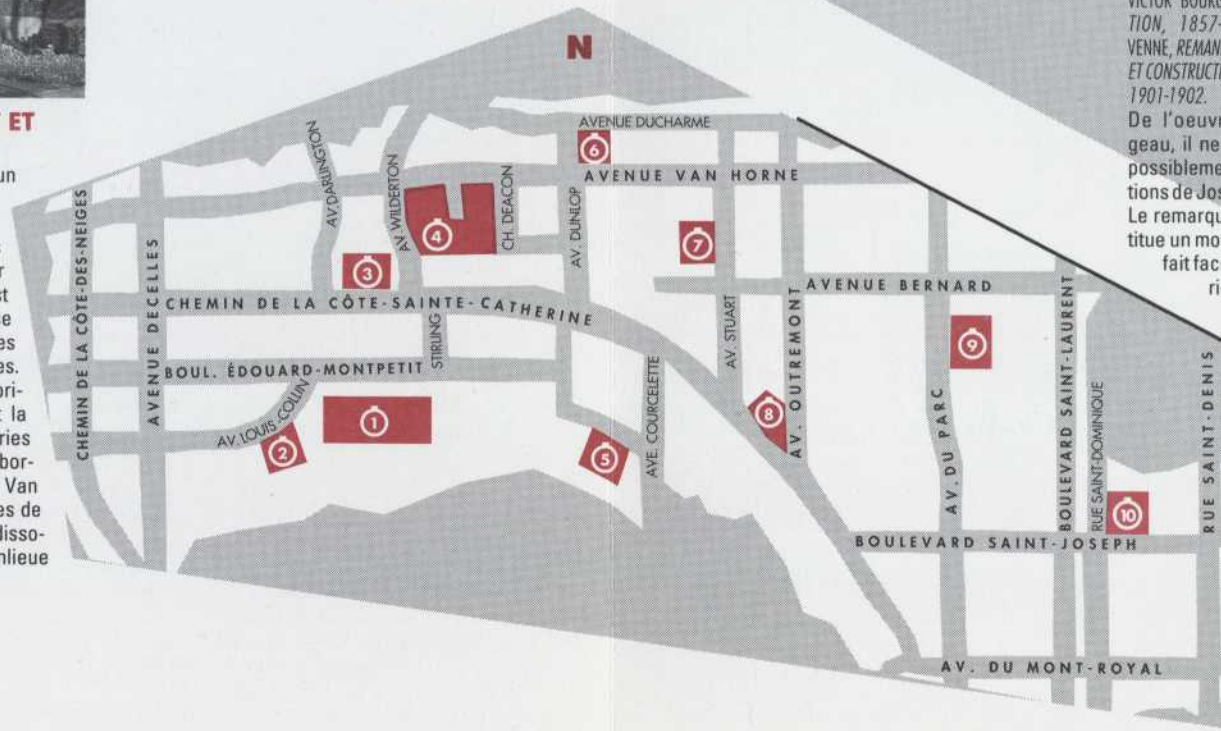 ET
un
r
st
se
es
es.
ori-
t la
ries
bor-
Van
es de
disso-
nlieue
N
AVENUE DUCHARME
6
AVENUE VAN HORNE
AV. DARLINGTON
AV. WILDERTON
4
CH. DEACON
AV. DUNLOP
7
3
CHEMIN DE LA CÔTE-DES-NEIGES
AVENUE DECELLES
CHEMIN DE LA CÔTE-SAINTE-CATHERINE
STIRLING
AV. STUART
AV. OUTREMONT
AVENUE BERNARD
BOUL. ÉDOUARD-MONTPETIT
AV. LOUIS-COLLIN
1
2
5
AVE. COURCELETTE
8
9
AV. DU PARC
BOULEVARD SAINT-LAURENT
RUE SAINT-DOMINIQUE
10
RUE SAINT-DENIS
BOULEVARD SAINT-JOSEPH
AV. DU MONT-ROYAL
VICTOR BOURG
TION, 1857-
VENNE, REMAN
ET CONSTRUCTI
1901-1902.
De l'oeuvr
geau, il ne
possibleme
tions de Jos
Le remarqu
titue un mo
fait fac
ri